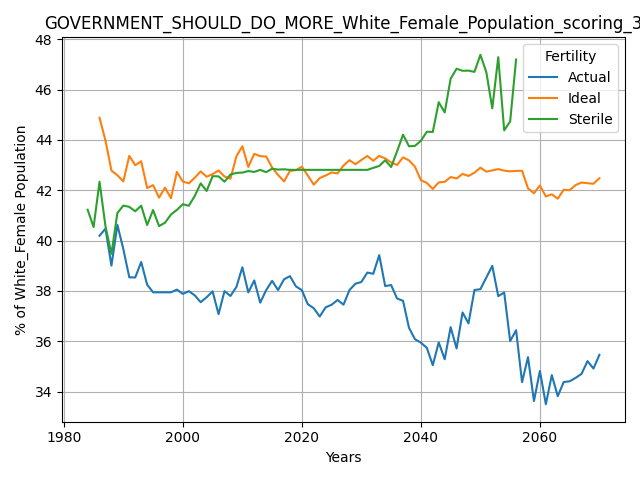 GOVERNMENT_SHOULD_DO_MORE_White_Female_Population_scoring_3
% of White_Female Population
48
46
44
42
40
38
36
34
1980
2000
2020
2040
2060
Years
Fertility
Actual
Ideal
Sterile